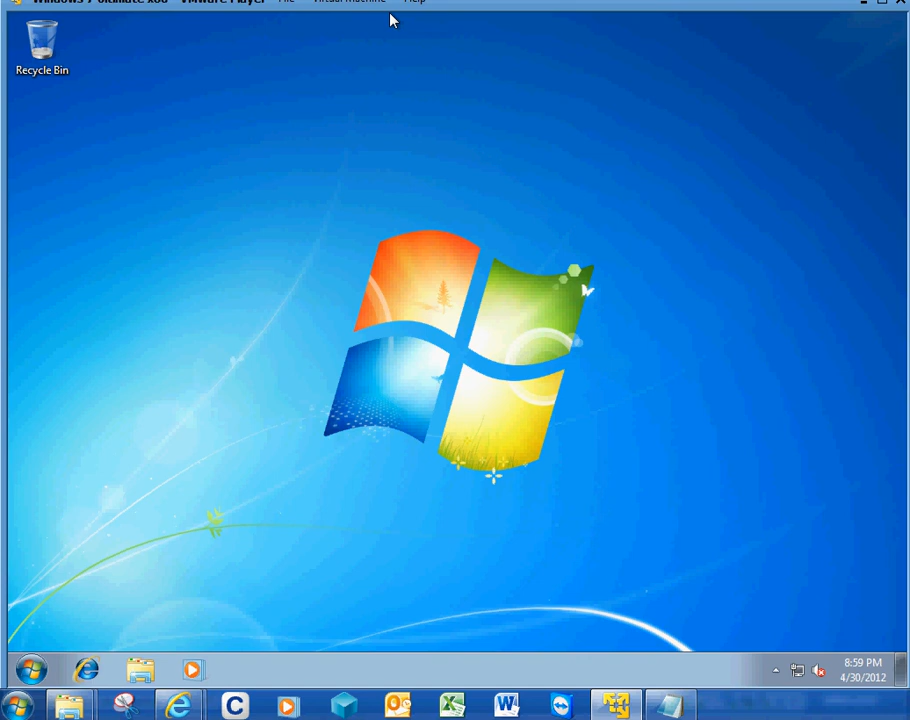 Windows 7 Ultimate x86 - VMware Player File Virtual Machine Help
Recycle Bin
8:59 PM
4/30/2012